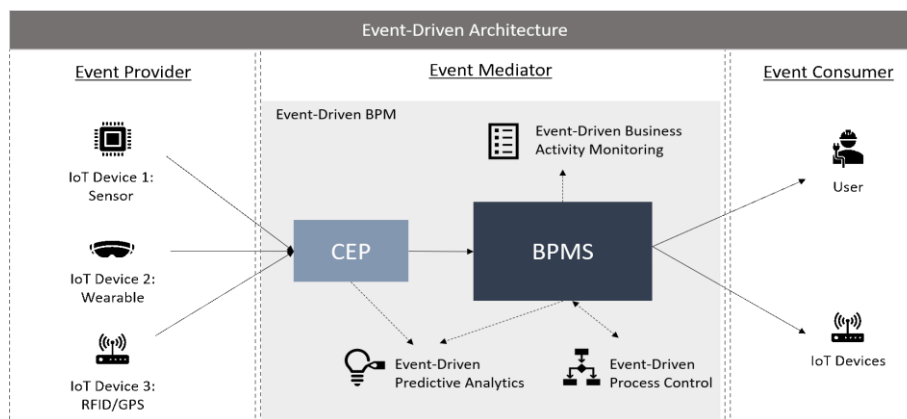 Event-Driven Architecture
Event Provider
Event Mediator
Event Consumer
Event-Driven BPM
IoT Device 1:
Sensor
IoT Device 2:
Wearable
IoT Device 3:
RFID/GPS
Event-Driven Business
Activity Monitoring
CEP
BPMS
Event-Driven
Predictive Analytics
Event-Driven
Process Control
User
IoT Devices